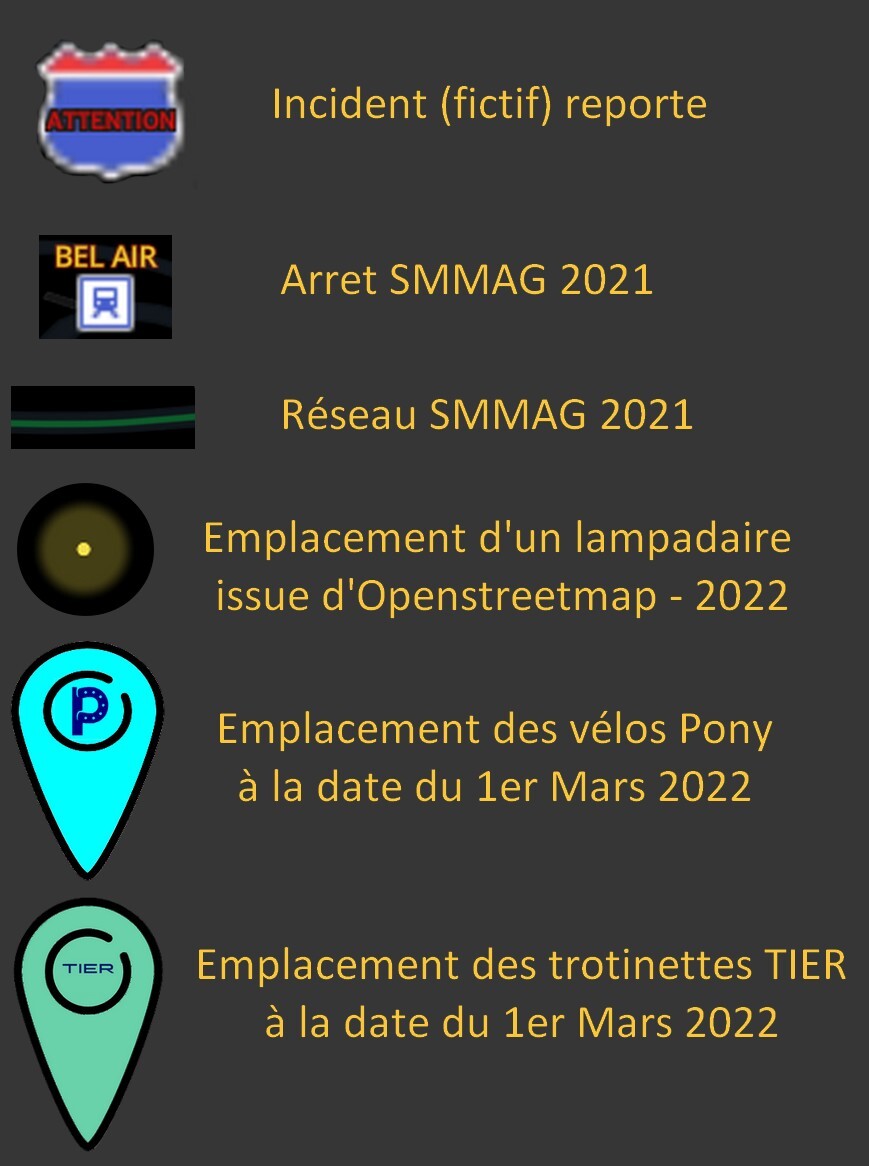 ATTENTION
Incident (fictif) reporte
BEL AIR
Arret SMMAG 2021
Réseau SMMAG 2021
Emplacement d'un lampadaire
issue d'Openstreetmap - 2022
P
Emplacement des vélos Pony
à la date du 1er Mars 2022
TIER
Emplacement des trotinettes TIER
à la date du 1er Mars 2022